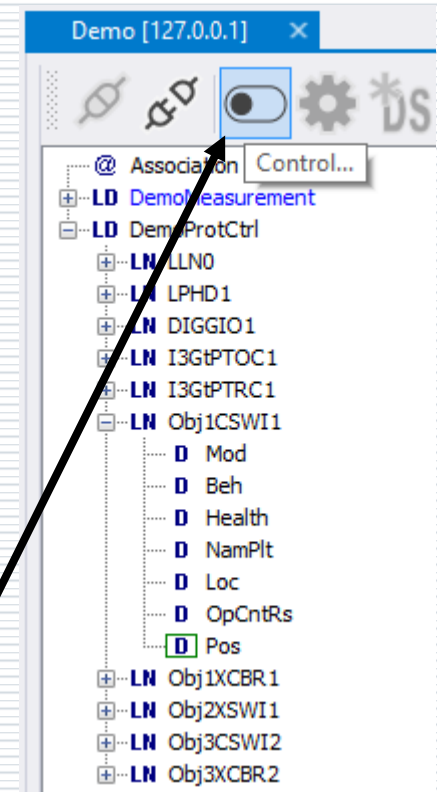 Demo [127.0.0.1] ×
*DS
@ Association Control...
LD DemoMeasurement
LD DemoProtCtrl
LN LLN0
LN LPHD1
LN DIGGIO1
LN I3GtPTOC1
LN I3GtPTRC1
LN Obj1CSWI1
D Mod
D Beh
D Health
D NamPlt
D Loc
D OpCntRs
D Pos
LN Obj1XCBR1
LN Obj2XSWI1
LN Obj3CSWI2
LN Obj3XCBR2